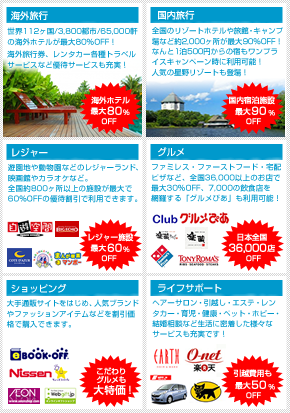 海外旅行
世界112ヶ国/3,800都市/65,000軒
の海外ホテルが最大80%OFF!
海外旅行券、レンタカー各種トラベル
サービスなど優待サービスも充実!
海外ホテル
最大80%
OFF
国内旅行
全国のリゾートホテルや旅館・キャンプ
場など約2,000ヶ所が最大90%OFF!
なんと1泊500円からの宿もワンプラ
イスキャンペーン時に利用可能!
人気の星野リゾートも登場!
国内宿泊施設
最大90%
OFF
レジャー
遊園地や動物園などのレジャーランド、
映画館やカラオケなど。
全国約800ヶ所以上の施設が最大で
60%OFFの優待割引で利用できます。
自遊空間
BIG ECHO
まんが喫茶
マンボー
レジャー施設
最大60%
OFF
グルメ
ファミレス・ファーストフード・宅配
ピザなど、全国36,000以上のお店で
最大30%OFF、7,000の飲食店を
網羅する「グルメぴあ」も利用可能!
Club グルメぴあ
Domino's Pizza
TONY ROMA'S
日本全国
36,000店
OFF
ショッピング
大手通販サイトをはじめ、人気ブランド
やファッションアイテムなどを割引価
格で購入できます。
eBOOK-OFF
Nissen
AEON
こだわり
グルメも
大特価!
ライフサポート
ヘアーサロン・引越し・エステ・レン
タカー・育児・健康・ペット・ホビー・
結婚相談など生活に密着した様々な
サービスも充実です!
EARTH
O-net
楽天
引越費用も
最大50%
OFF